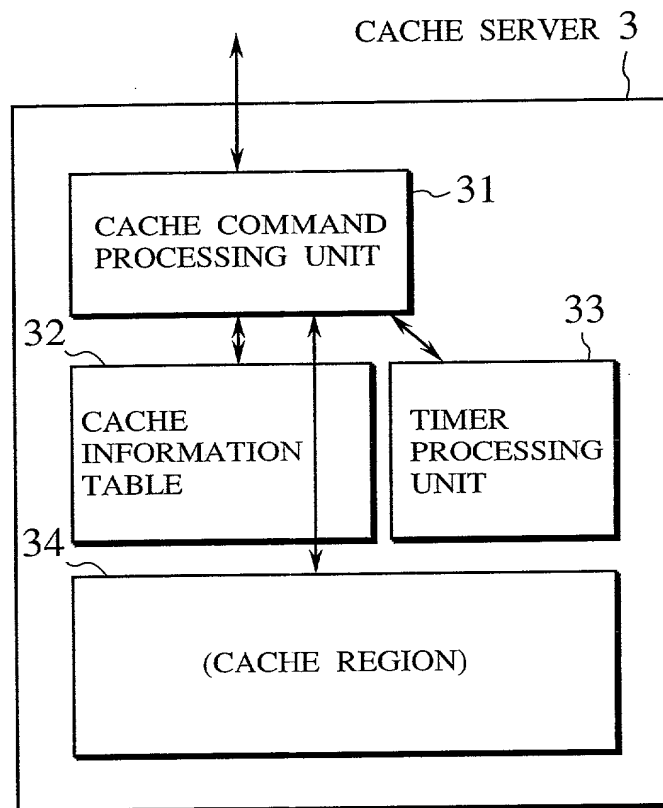 CACHE SERVER 3
31
CACHE COMMAND
PROCESSING UNIT
32
33
CACHE
INFORMATION
TABLE
TIMER
PROCESSING
UNIT
34
(CACHE REGION)